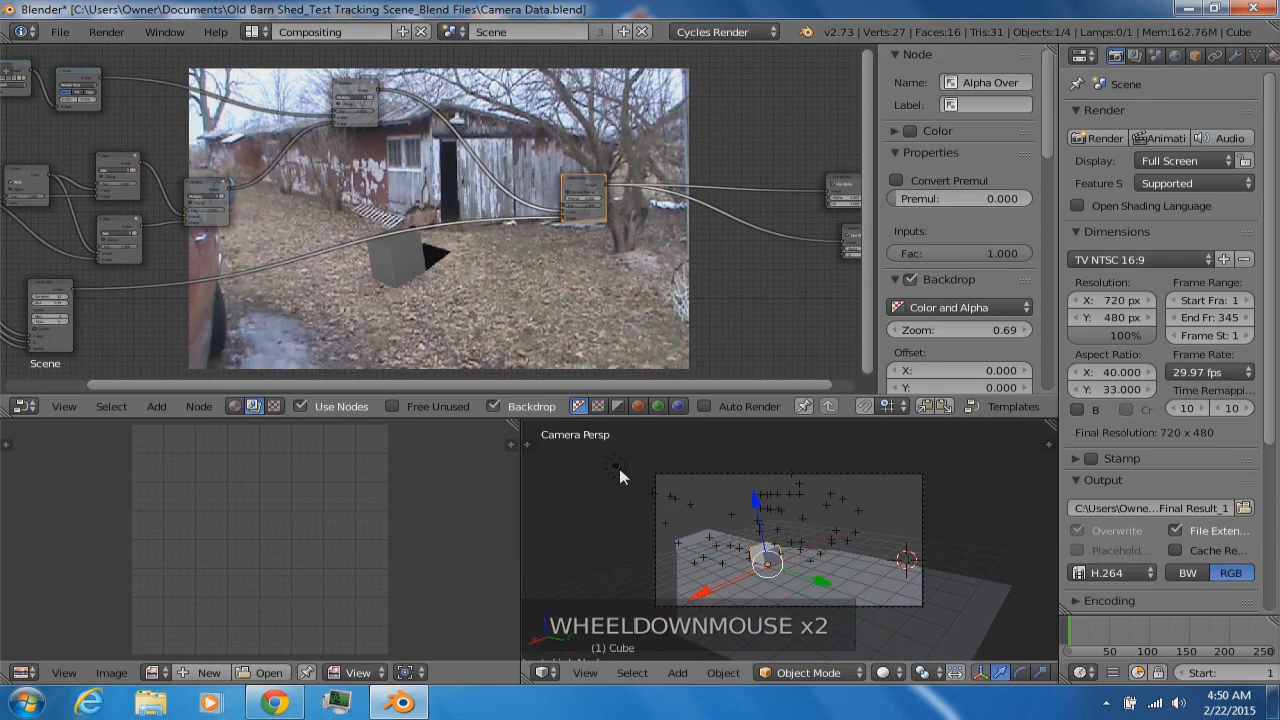 Blender* [C:\Users\Owner\Documents\Old Barn Shed_Test Tracking Scene_Blend Files\Camera Data.blend]
File Render Window Help Compositing Scene 3 Cycles Render v2.73 | Verts:27 | Faces:16 | Tris:31 | Objects:1/4 | Lamps:0/1 | Mem:162.76M | Cube
Node
Name: Alpha Over
Label:
Color
Properties
Convert Premul
Premul: 0.000
Inputs:
Fac: 1.000
Backdrop
Color and Alpha
Zoom: 0.69
Offset:
X: 0.000
Y: 0.000
Scene
Render
Render Animati Audio
Display: Full Screen
Feature S Supported
Open Shading Language
Dimensions
TV NTSC 16:9
Resolution: Frame Range:
X: 720 px Start Fra: 1
Y: 480 px End Fr: 345
100% Frame St: 1
Aspect Ratio: Frame Rate:
X: 40.000 29.97 fps
Y: 33.000 Time Remappi...
B Cr 10 10
Final Resolution: 720 x 480
Stamp
Output
C:\Users\Owne...Final Result_1
Overwrite File Exten...
Placehold... Cache Re...
H.264 BW RGB
Encoding
Scene
View Select Add Node Use Nodes Free Unused Backdrop Auto Render Templates
Camera Persp
WHEELDOWNMOUSE x2
(1) Cube
View Image New Open View
View Select Add Object Object Mode
50 100 150 200 250
Start: 1
4:50 AM
2/22/2015